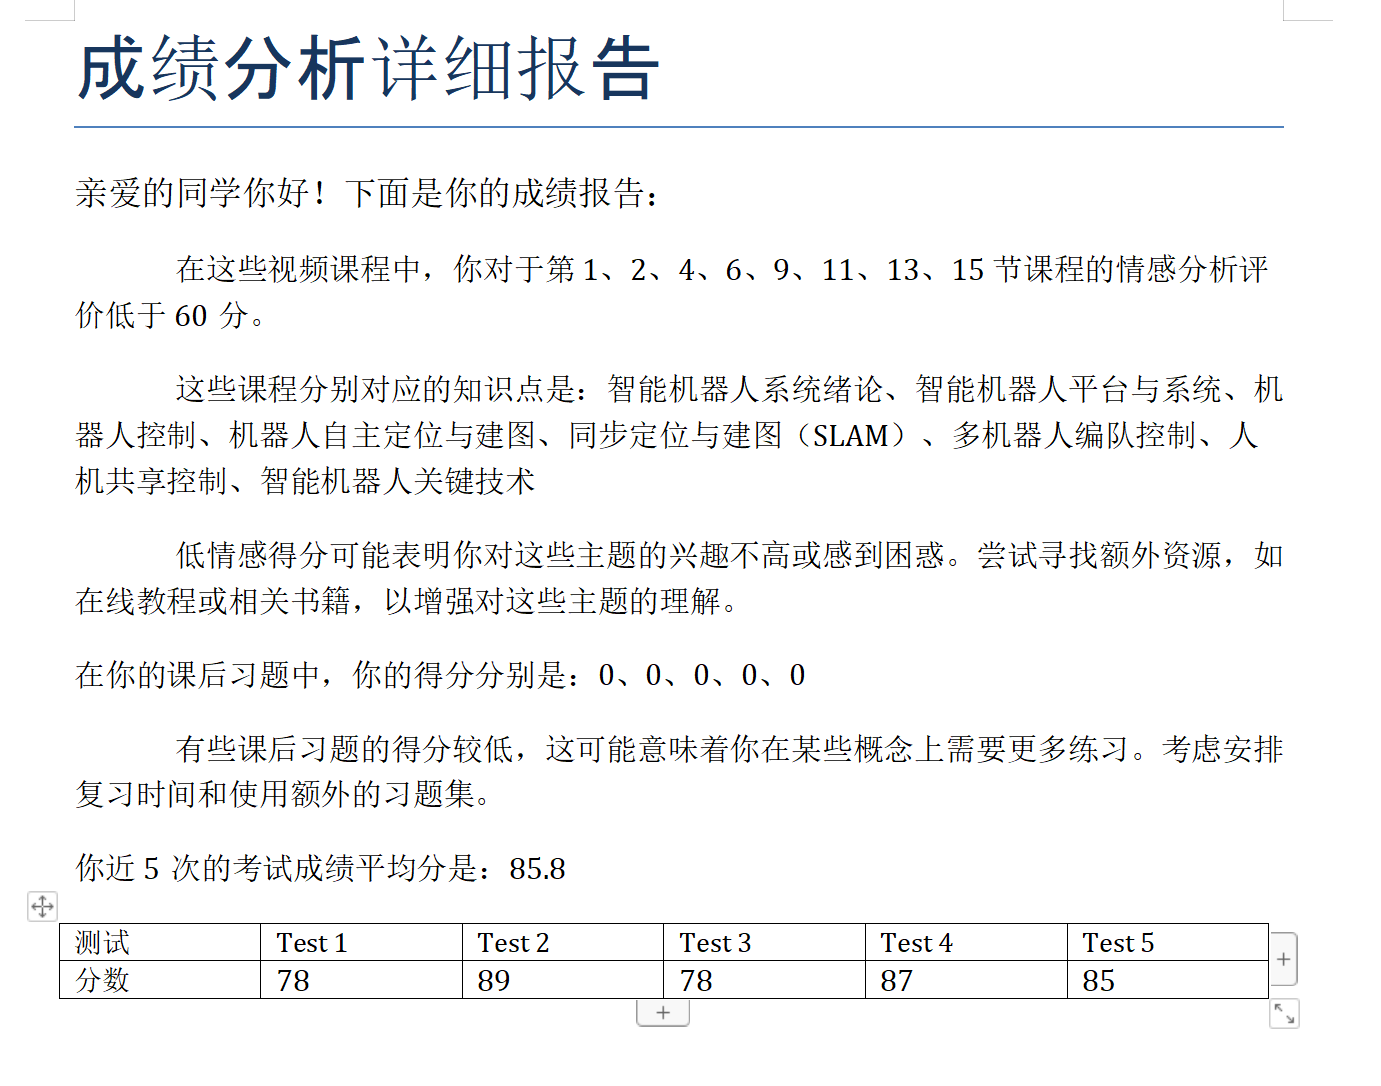 成绩分析详细报告
亲爱的同学你好！下面是你的成绩报告：
在这些视频课程中，你对于第 1、2、4、6、9、11、13、15 节课程的情感分析评
价低于 60 分。
这些课程分别对应的知识点是：智能机器人系统绪论、智能机器人平台与系统、机
器人控制、机器人自主定位与建图、同步定位与建图（SLAM）、多机器人编队控制、人
机共享控制、智能机器人关键技术
低情感得分可能表明你对这些主题的兴趣不高或感到困惑。尝试寻找额外资源，如
在线教程或相关书籍，以增强对这些主题的理解。
在你的课后习题中，你的得分分别是：0、0、0、0、0
有些课后习题的得分较低，这可能意味着你在某些概念上需要更多练习。考虑安排
复习时间和使用额外的习题集。
你近 5 次的考试成绩平均分是：85.8
测试 Test 1 Test 2 Test 3 Test 4 Test 5
分数 78 89 78 87 85